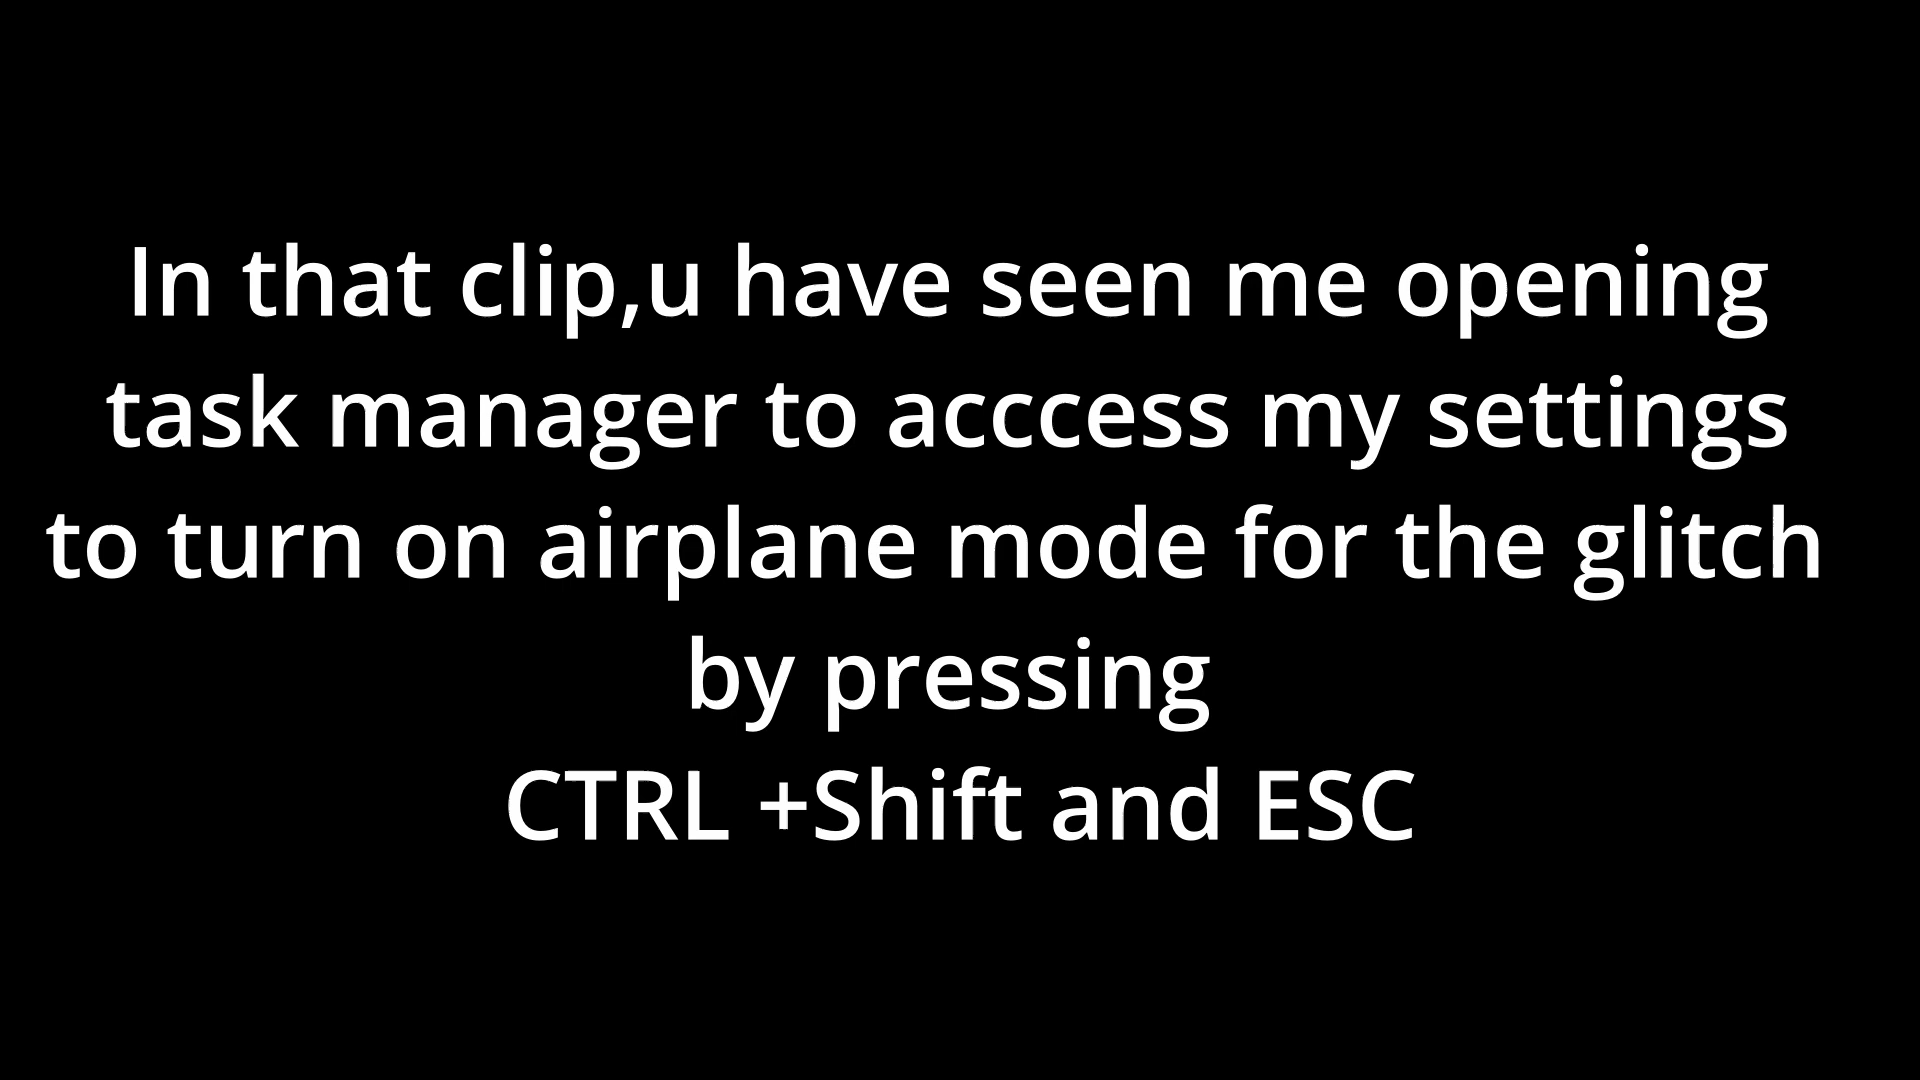 In that clip,u have seen me opening
task manager to acccess my settings
to turn on airplane mode for the glitch
by pressing
CTRL +Shift and ESC